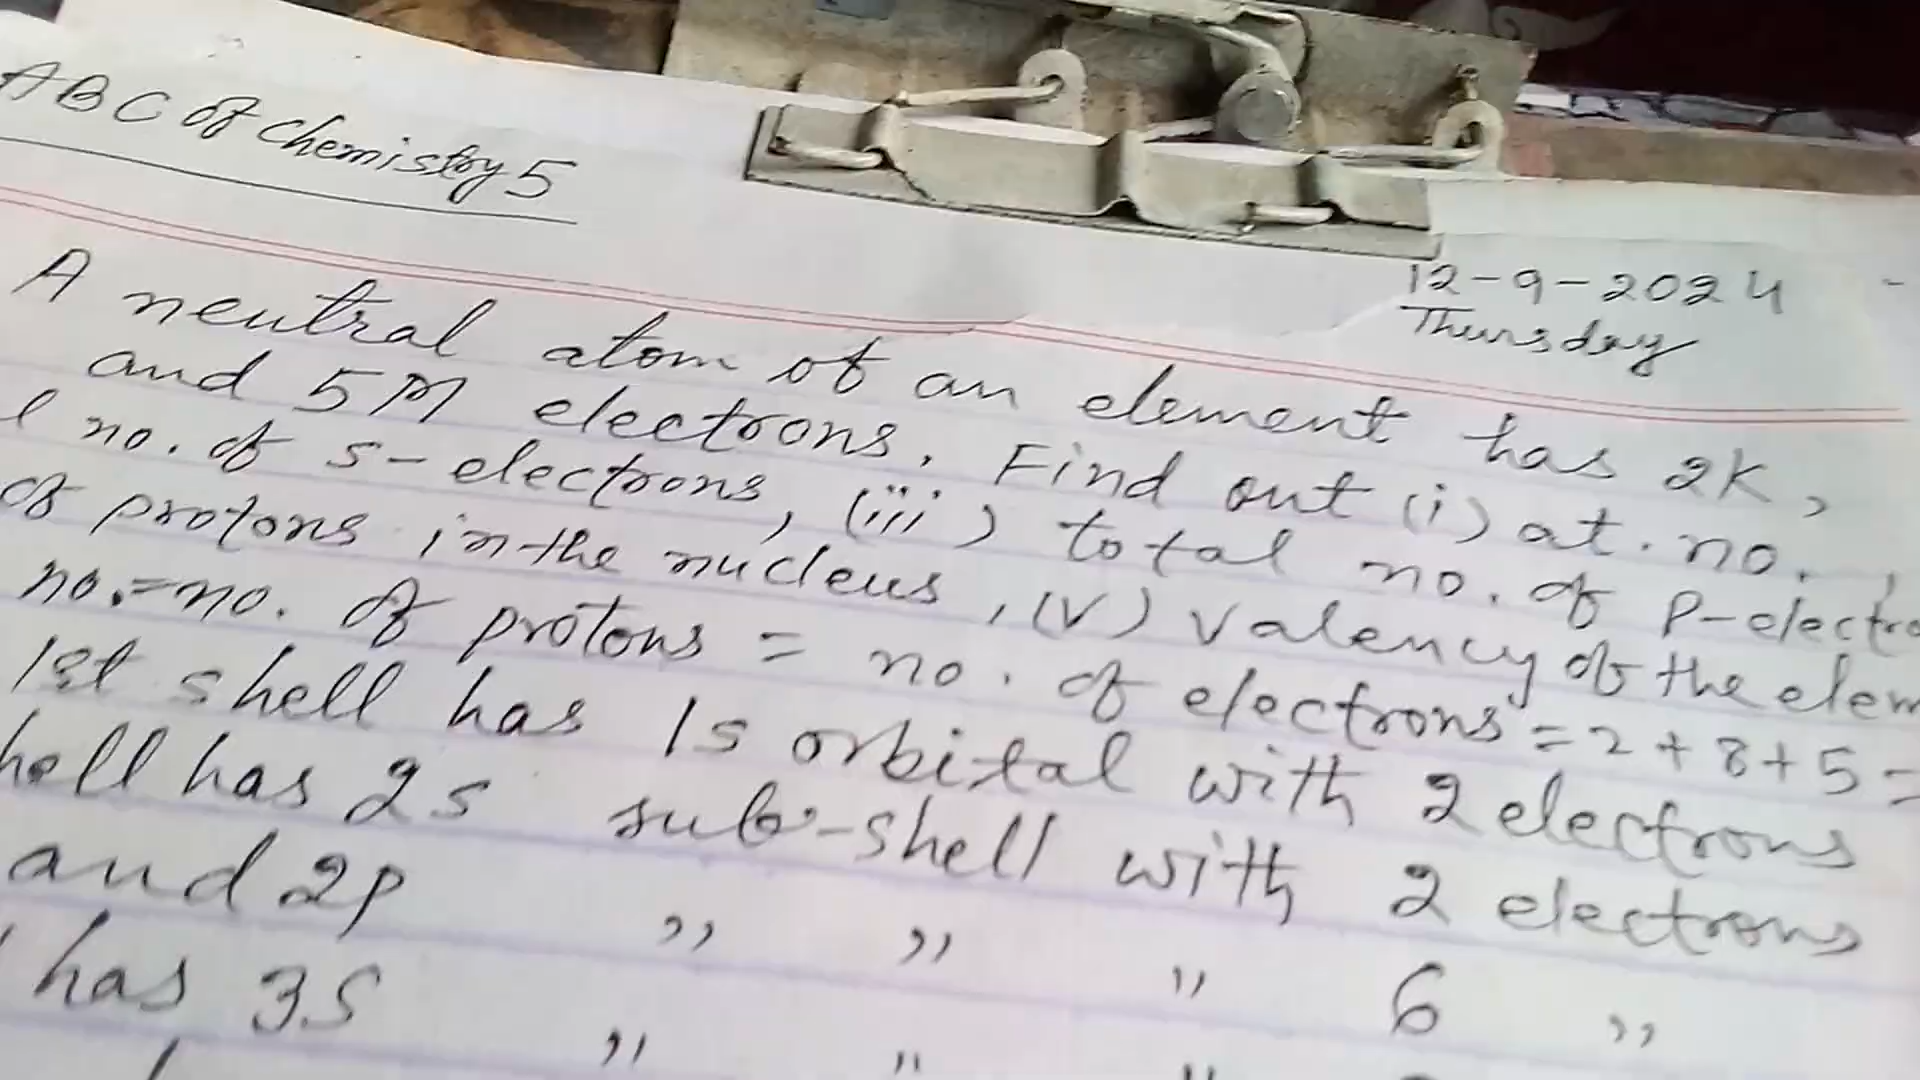 ABC of Chemistry 5
12-9-2024
Thursday
A neutral atom of an element has 2K,
and 5M electrons. Find out (i) at. no.,
l no. of s-electrons, (iii) total no. of p-electro
of protons in the nucleus, (v) valency of the elem
no. = no. of protons = no. of electrons = 2+8+5=
1st shell has 1s orbital with 2 electrons
hell has 2s sub-shell with 2 electrons
and 2p " " " 6 "
has 3s " " "